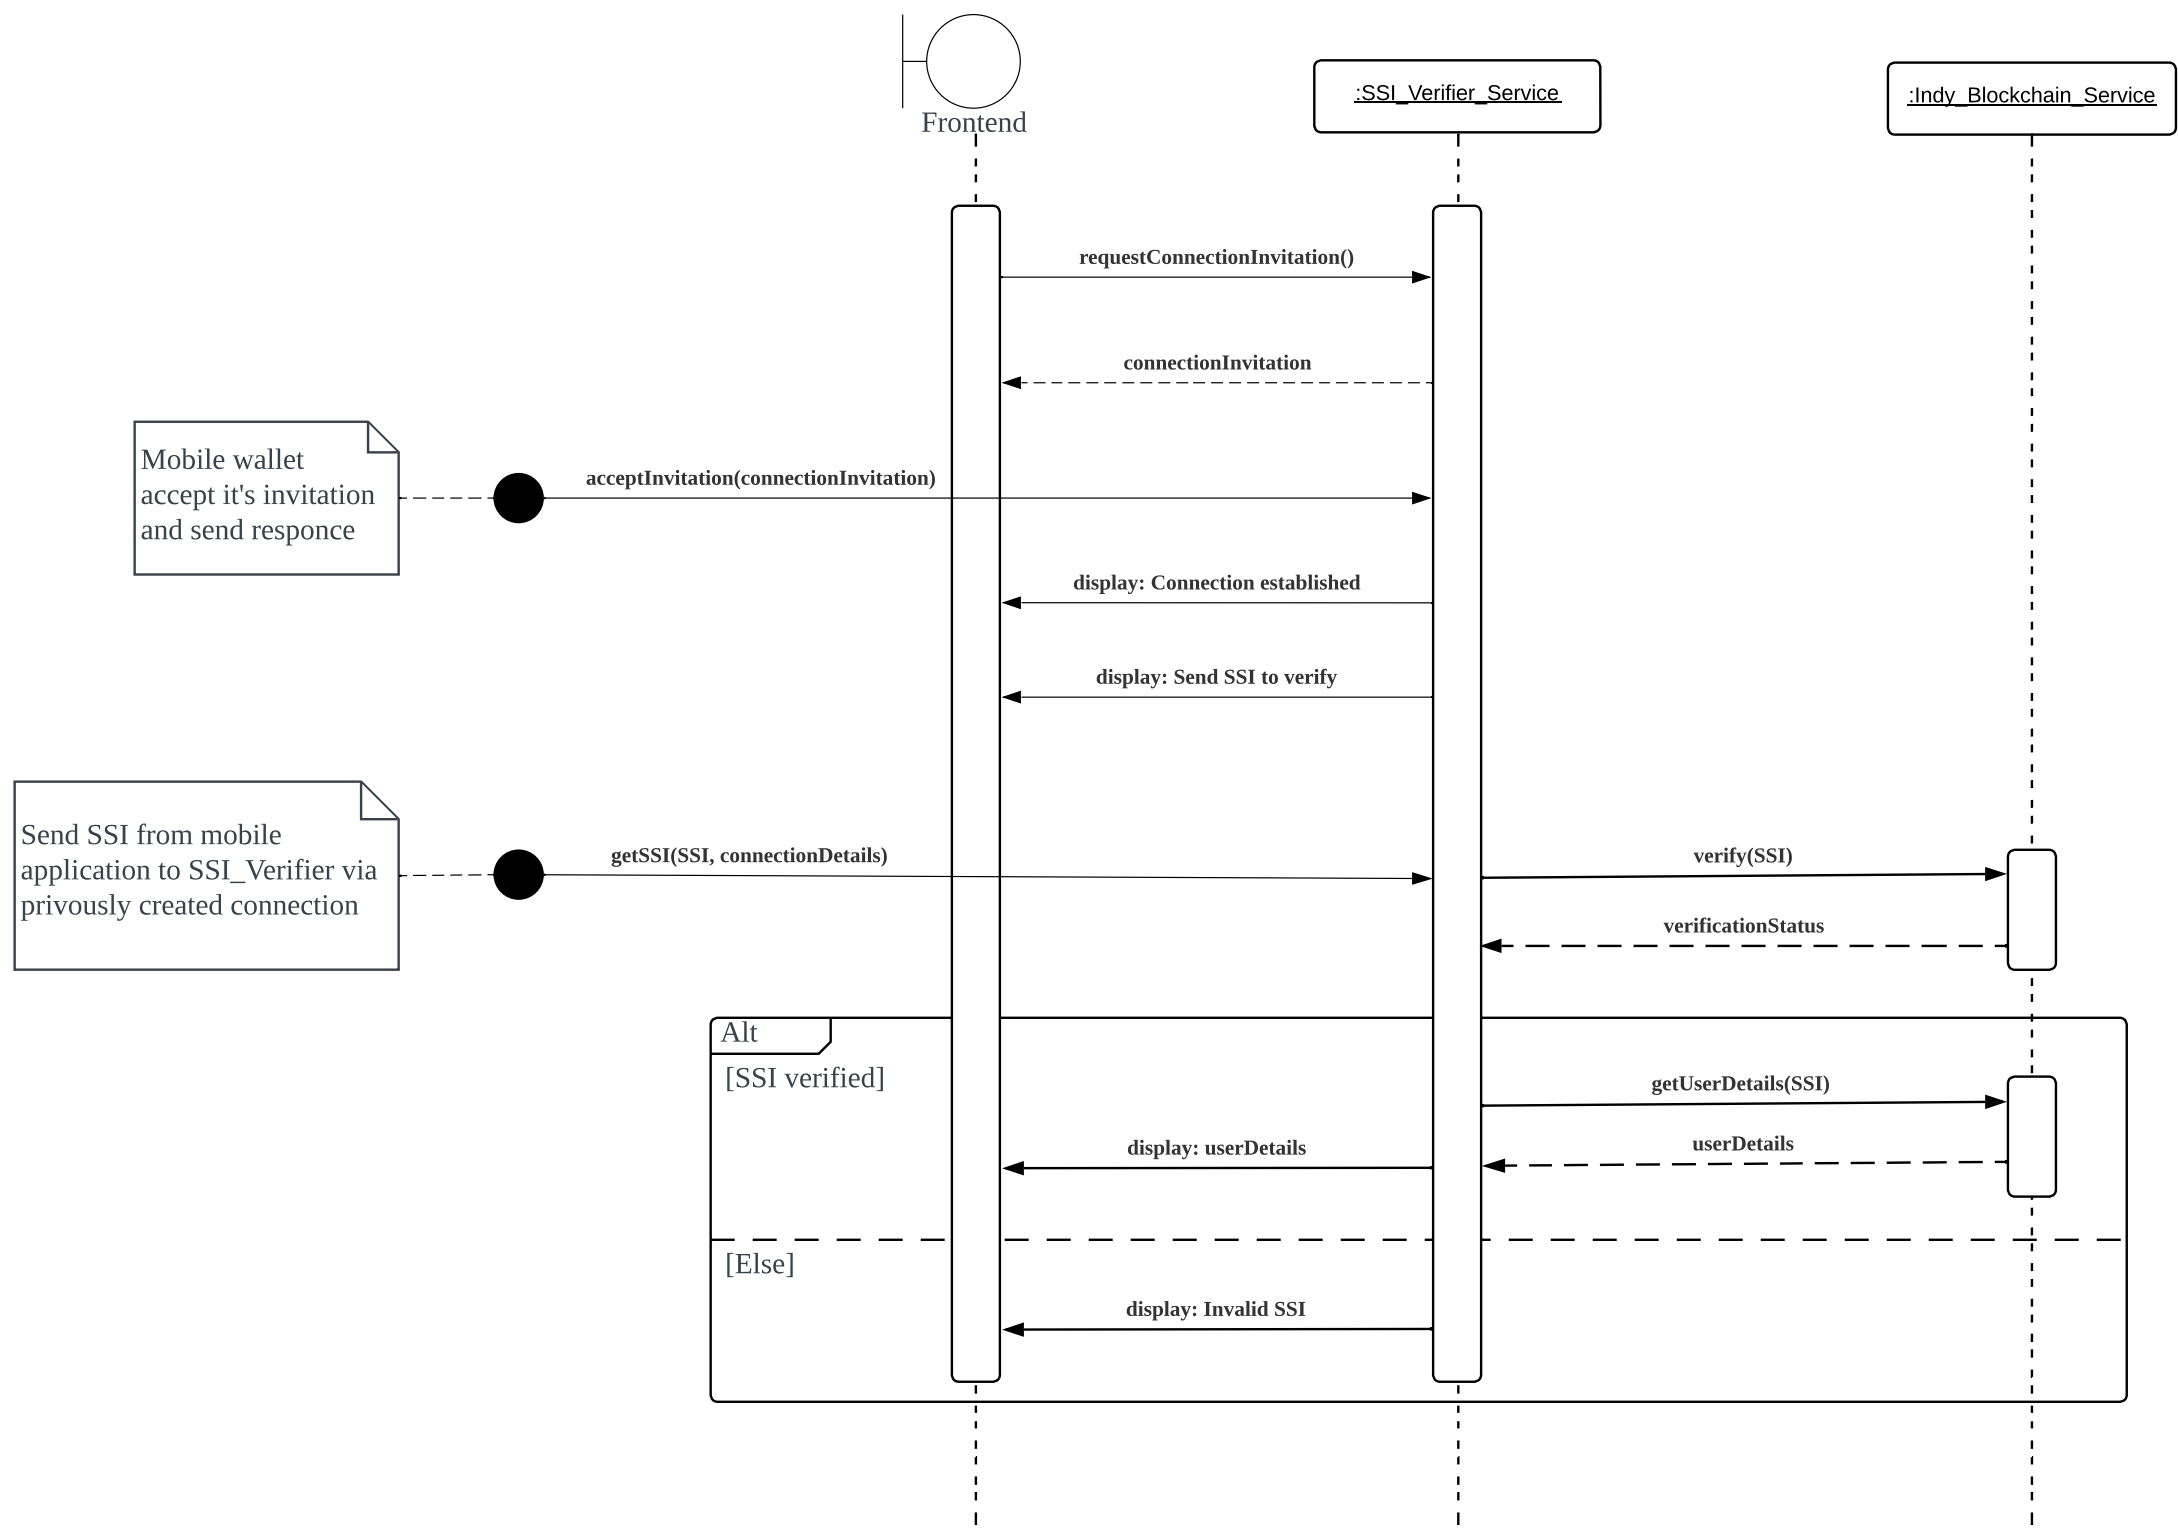 Frontend
:SSI_Verifier_Service
:Indy_Blockchain_Service
requestConnectionInvitation()
connectionInvitation
Mobile wallet
accept it's invitation
and send responce
acceptInvitation(connectionInvitation)
display: Connection established
display: Send SSI to verify
Send SSI from mobile
application to SSI_Verifier via
privously created connection
getSSI(SSI, connectionDetails)
verify(SSI)
verificationStatus
Alt
[SSI verified]
getUserDetails(SSI)
userDetails
display: userDetails
[Else]
display: Invalid SSI